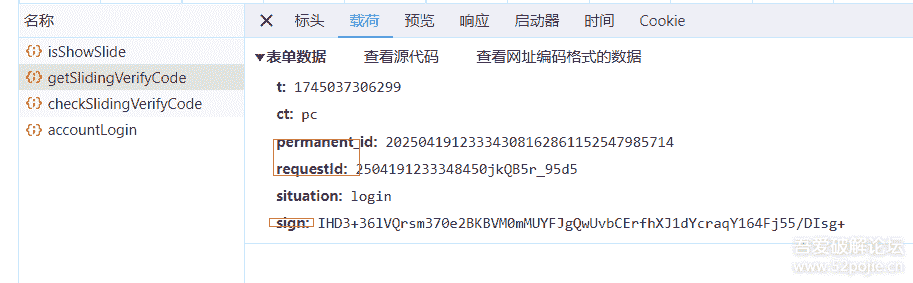 名称
标头 载荷 预览 响应 启动器 时间 Cookie
isShowSlide
getSlidingVerifyCode
checkSlidingVerifyCode
accountLogin
▼表单数据 查看源代码 查看网址编码格式的数据
t: 1745037306299
ct: pc
permanent_id: 20250419123334308162861152547985714
requestId: 2504191233348450jkQB5r_95d5
situation: login
sign: IHD3+36lVQrsm370e2BKBVM0mMUYFJgQwUvbCErfhXJ1dYcraqY164Fj55/DIsg+
吾爱破解论坛
www.52pojie.cn